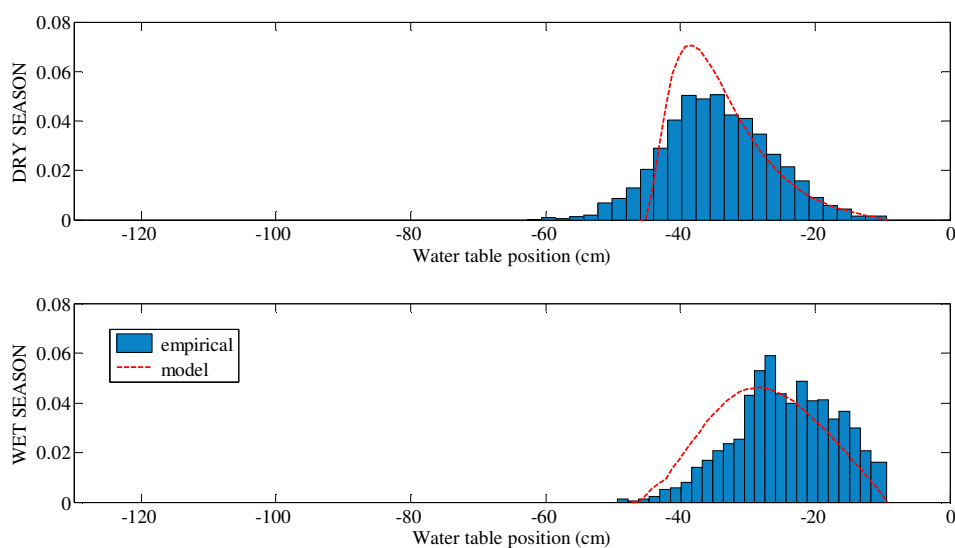 0.08
0.06
0.04
0.02
0
DRY SEASON
-120 -100 -80 -60 -40 -20 0
Water table position (cm)
0.08
0.06
0.04
0.02
0
WET SEASON
empirical
model
-120 -100 -80 -60 -40 -20 0
Water table position (cm)